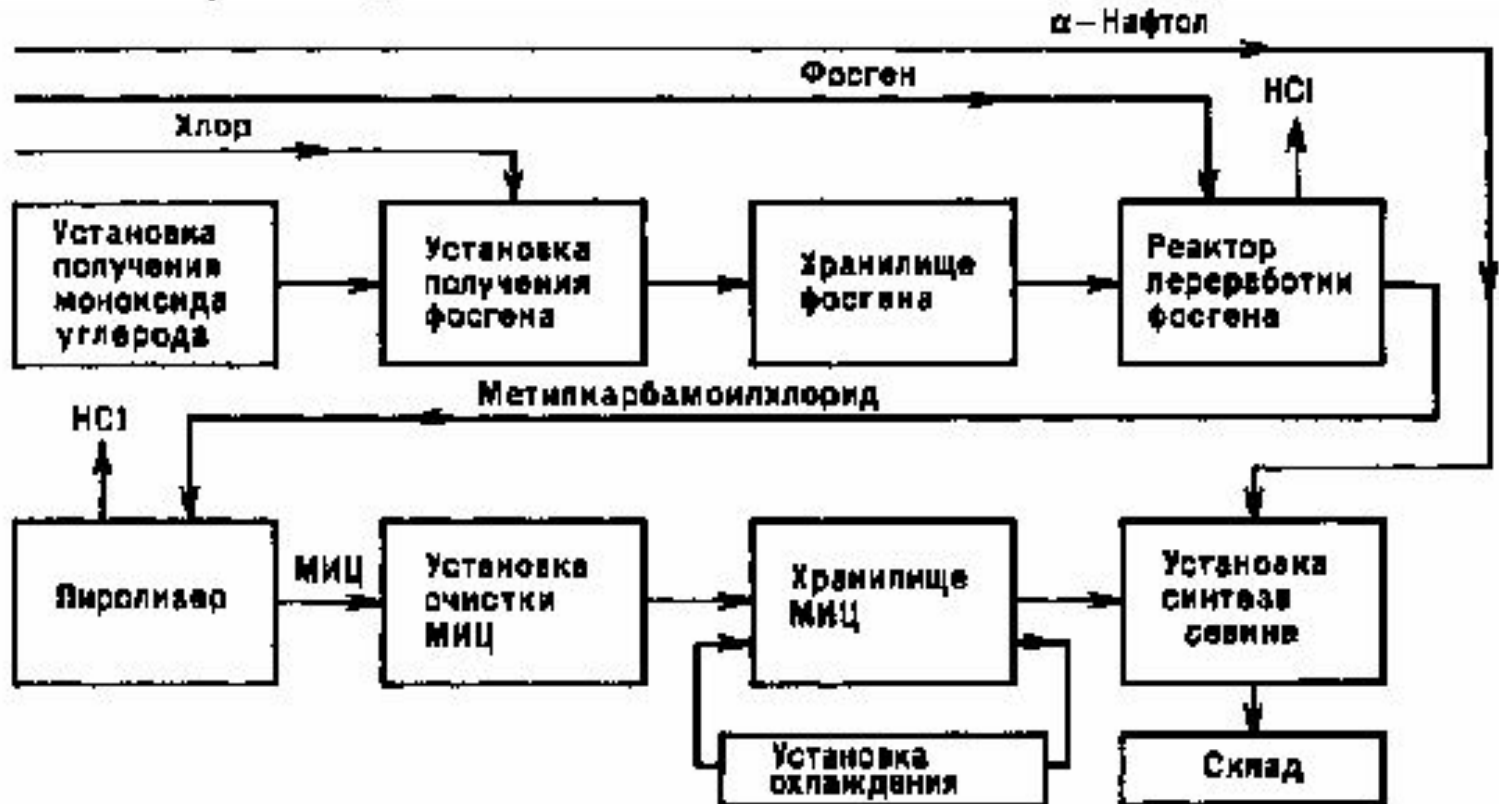 α-Нафтол
Фосген
HCl
Хлор
Установка
получения
моноксида
углерода
Установка
получения
фосгена
Хранилище
фосгена
Реактор
переработки
фосгена
Метилкарбамоилхлорид
HC1
Пиролизер
МИЦ
Установка
очистки
МИЦ
Хранилище
МИЦ
Установка
синтеза
севина
Установка
охлаждения
Склад